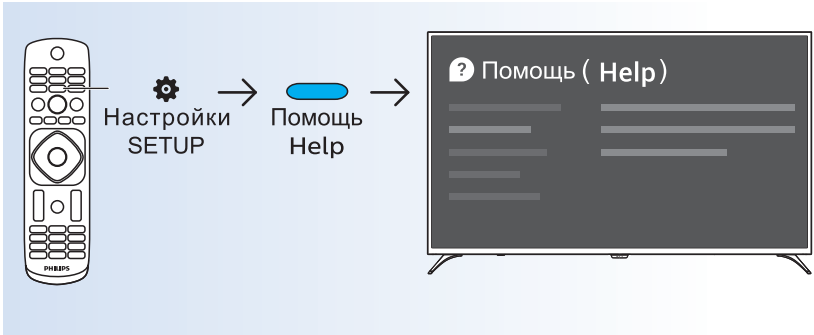 ? Помощь ( Help)
Настройки
SETUP
Помощь
Help
PHILIPS